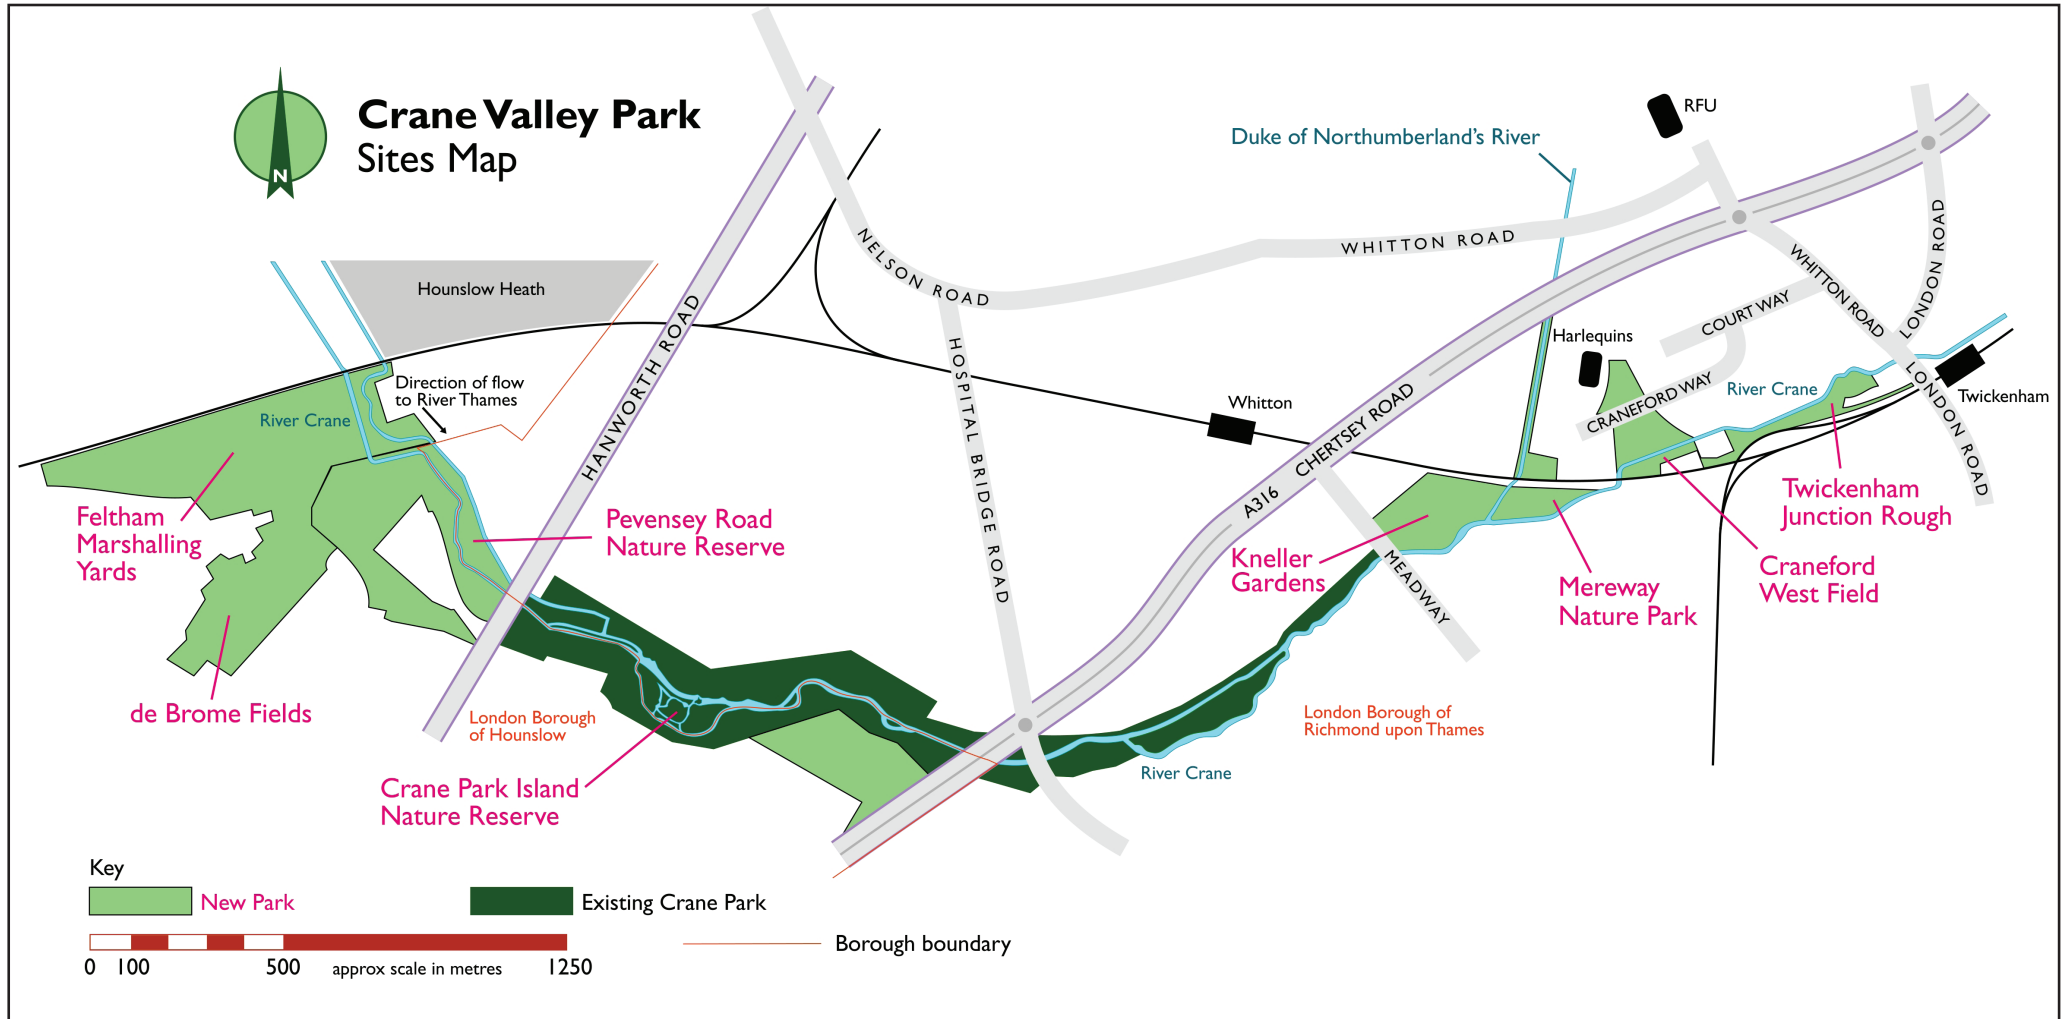 Crane Valley Park
Sites Map
N
RFU
Duke of Northumberland's River
NELSON ROAD
WHITTON ROAD
WHITTON ROAD
LONDON ROAD
Hounslow Heath
HANWORTH ROAD
COURT WAY
Harlequins
CRANEFORD WAY
River Crane
LONDON ROAD
Twickenham
Direction of flow
to River Thames
River Crane
HOSPITAL BRIDGE ROAD
Whitton
A316
CHERTSEY ROAD
Feltham
Marshalling
Yards
Pevensey Road
Nature Reserve
Kneller
Gardens
MEADWAY
Mereway
Nature Park
Twickenham
Junction Rough
Craneford
West Field
de Brome Fields
London Borough
of Hounslow
London Borough of
Richmond upon Thames
River Crane
Crane Park Island
Nature Reserve
Key
New Park
Existing Crane Park
0
100
500
approx scale in metres
1250
Borough boundary